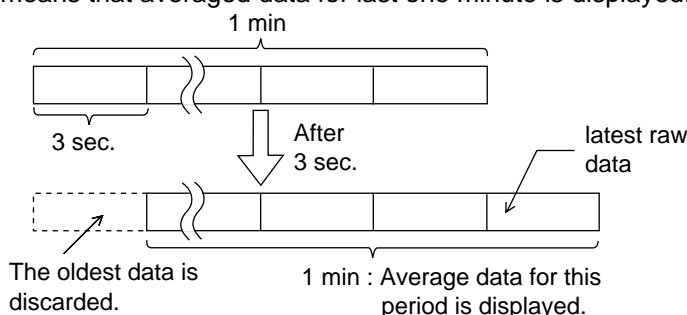 means that averaged data for last one minute is displayed.
1 min
3 sec.
After
3 sec.
latest raw
data
The oldest data is
discarded.
1 min : Average data for this
period is displayed.